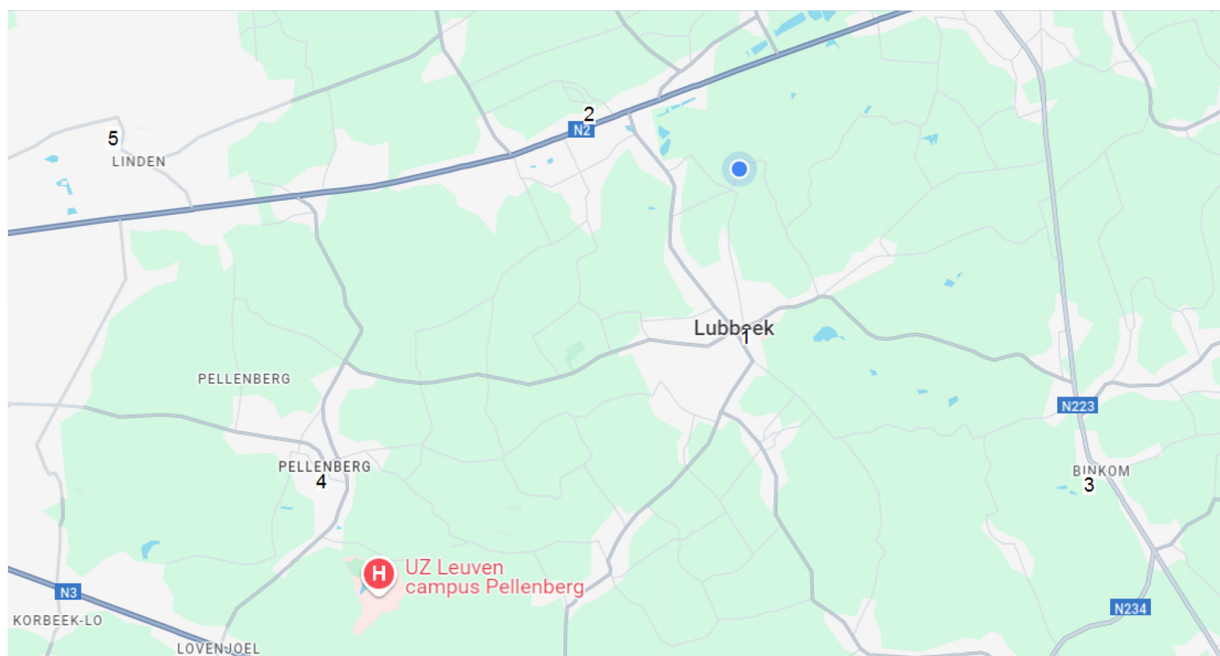 2
N2
5
LINDEN
Lubbeek
1
PELLENBERG
N223
PELLENBERG
4
BINKOM
3
H
UZ Leuven
campus Pellenberg
N3
KORBEEK-LO
N234
LOVENJOEL